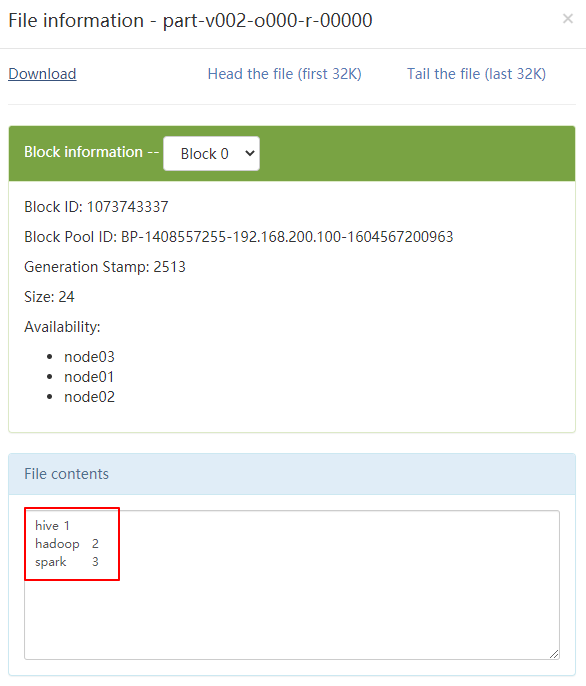 File information - part-v002-o000-r-00000 ×
Download Head the file (first 32K) Tail the file (last 32K)
Block information -- Block 0
Block ID: 1073743337
Block Pool ID: BP-1408557255-192.168.200.100-1604567200963
Generation Stamp: 2513
Size: 24
Availability:
• node03
• node01
• node02
File contents
hive 1
hadoop 2
spark 3